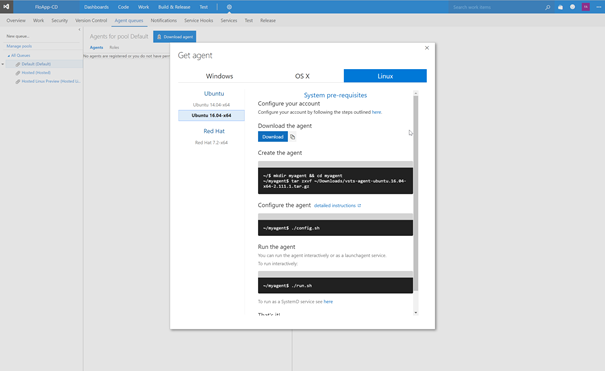 FixApp-CD
Dashboards Code Work Build & Release Test
Search work items
Overview Work Security Version Control Agent queues Notifications Service Hooks Services Test Release
New queue...
Manage pools
All Queues
Default (Default)
Hosted (Hosted)
Hosted Linux Preview (Hosted Li...
Agents for pool Default
Download agent
Agents Roles
No agents are registered or you do not have
Get agent
Windows OS X Linux
Ubuntu
Ubuntu 14.04-x64
Ubuntu 16.04-x64
Red Hat
Red Hat 7.2-x64
System pre-requisites
Configure your account
Configure your account by following the steps outlined here.
Download the agent
Download
Create the agent
~/$ mkdir myagent && cd myagent
~/myagent$ tar zxvf ~/Downloads/vsts-agent-ubuntu.16.04-
x64-2.111.1.tar.gz
Configure the agent detailed instructions
~/myagent$ ./config.sh
Run the agent
You can run the agent interactively or as a launchagent service.
To run interactively:
~/myagent$ ./run.sh
To run as a SystemD service see here
That's it!